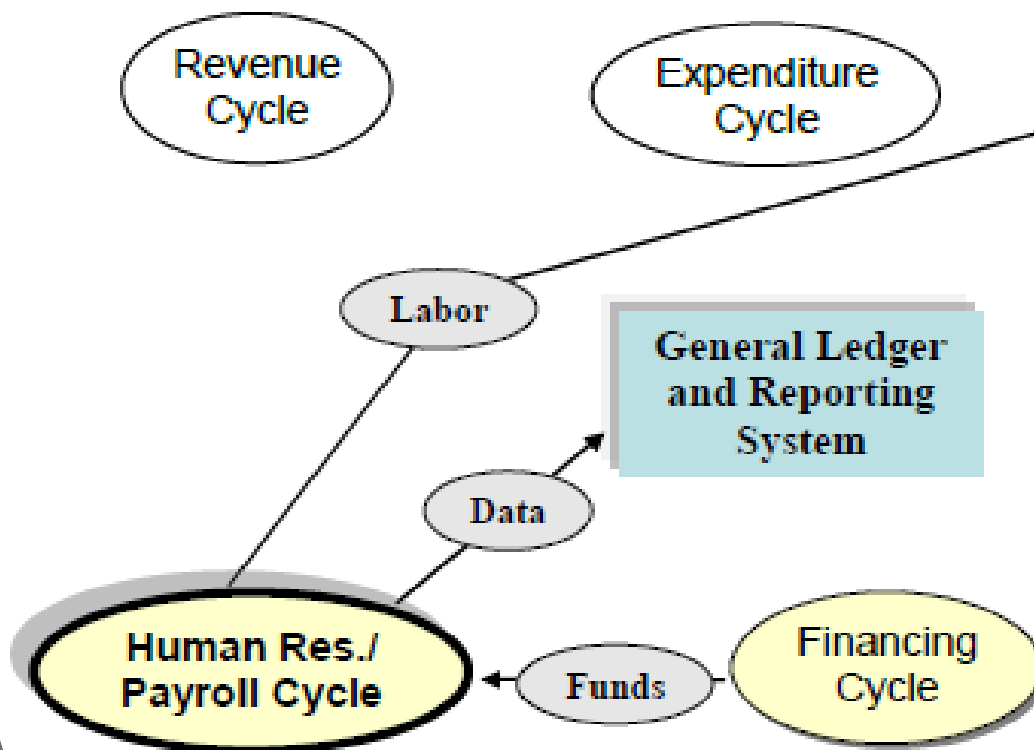 Revenue
Cycle
Expenditure
Cycle
Labor
General Ledger
and Reporting
System
Data
Human Res./
Payroll Cycle
Funds
Financing
Cycle